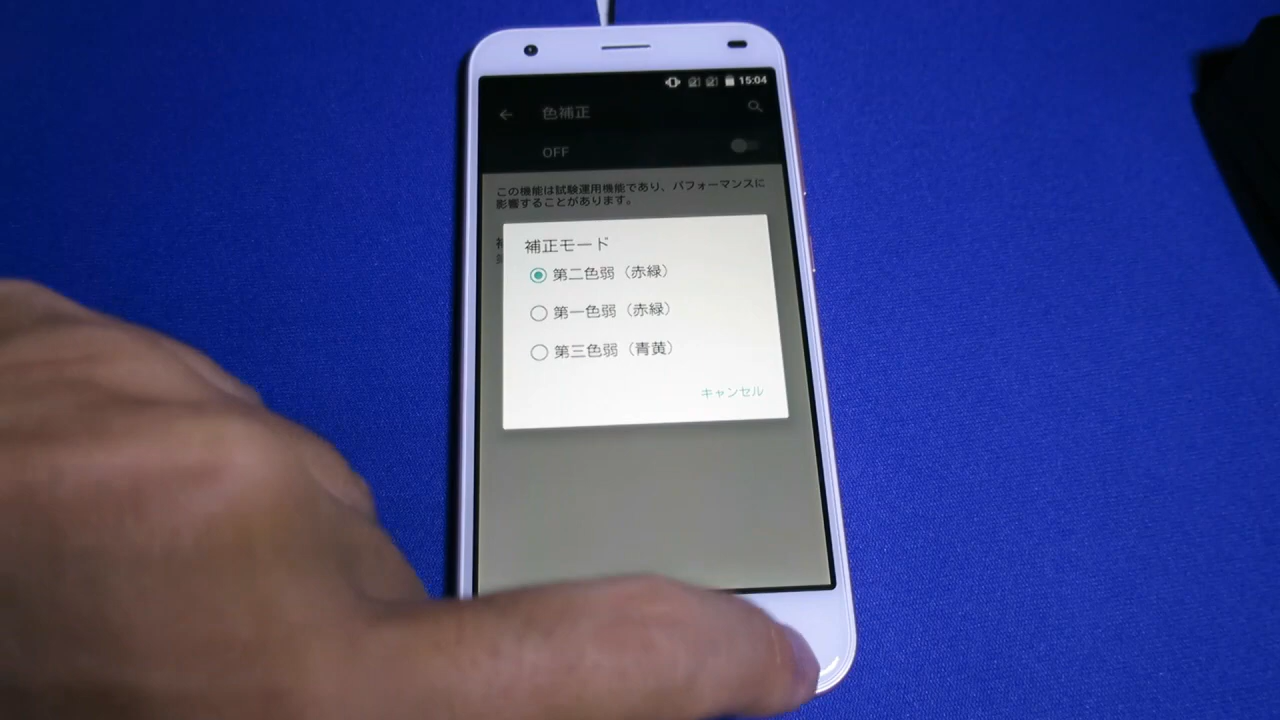 15:04
色補正
OFF
この機能は試験運用機能であり、パフォーマンスに
影響することがあります。
補正モード
第二色弱（赤緑）
第一色弱（赤緑）
第三色弱（青黄）
キャンセル